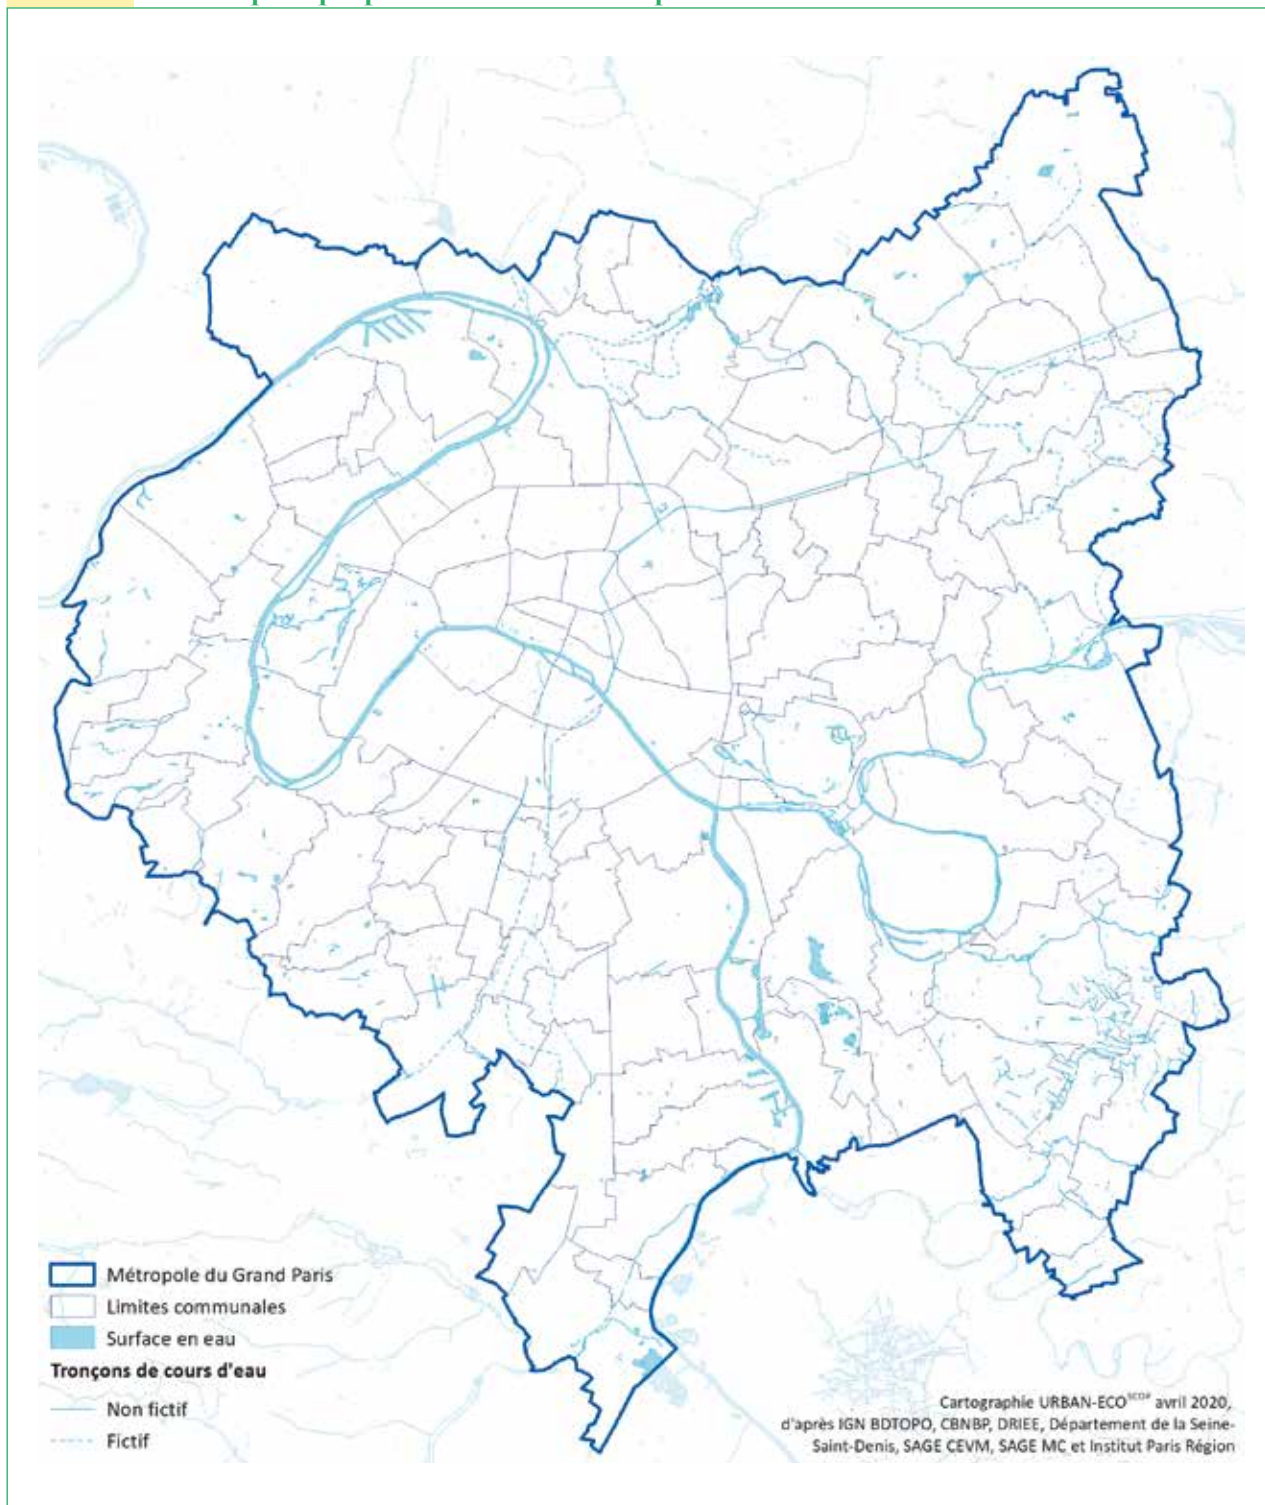 Métropole du Grand Paris
Limites communales
Surface en eau
Tronçons de cours d'eau
Non fictif
Fictif
Cartographie URBAN-ECO SCOP avril 2020,
d'après IGN BDTOPO, CBNBP, DRIEE, Département de la Seine-
Saint-Denis, SAGE CEVM, SAGE MC et Institut Paris Région